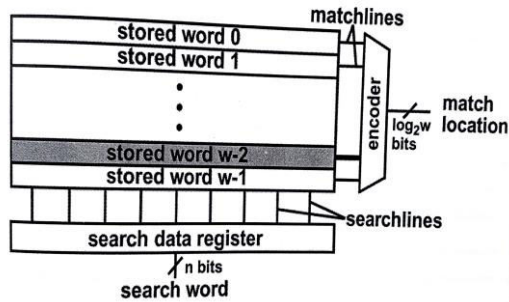 stored word 0
stored word 1
matchlines
encoder
log₂w
bits
match
location
stored word w-2
stored word w-1
searchlines
search data register
n bits
search word